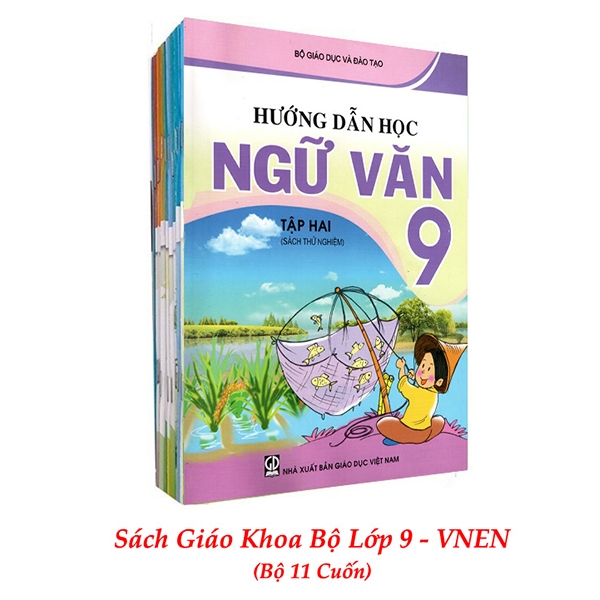 BỘ GIÁO DỤC VÀ ĐÀO TẠO
HƯỚNG DẪN HỌC
NGỮ VĂN
9
TẬP HAI
(SÁCH THỬ NGHIỆM)
NHÀ XUẤT BẢN GIÁO DỤC VIỆT NAM
Sách Giáo Khoa Bộ Lớp 9 - VNEN
(Bộ 11 Cuốn)